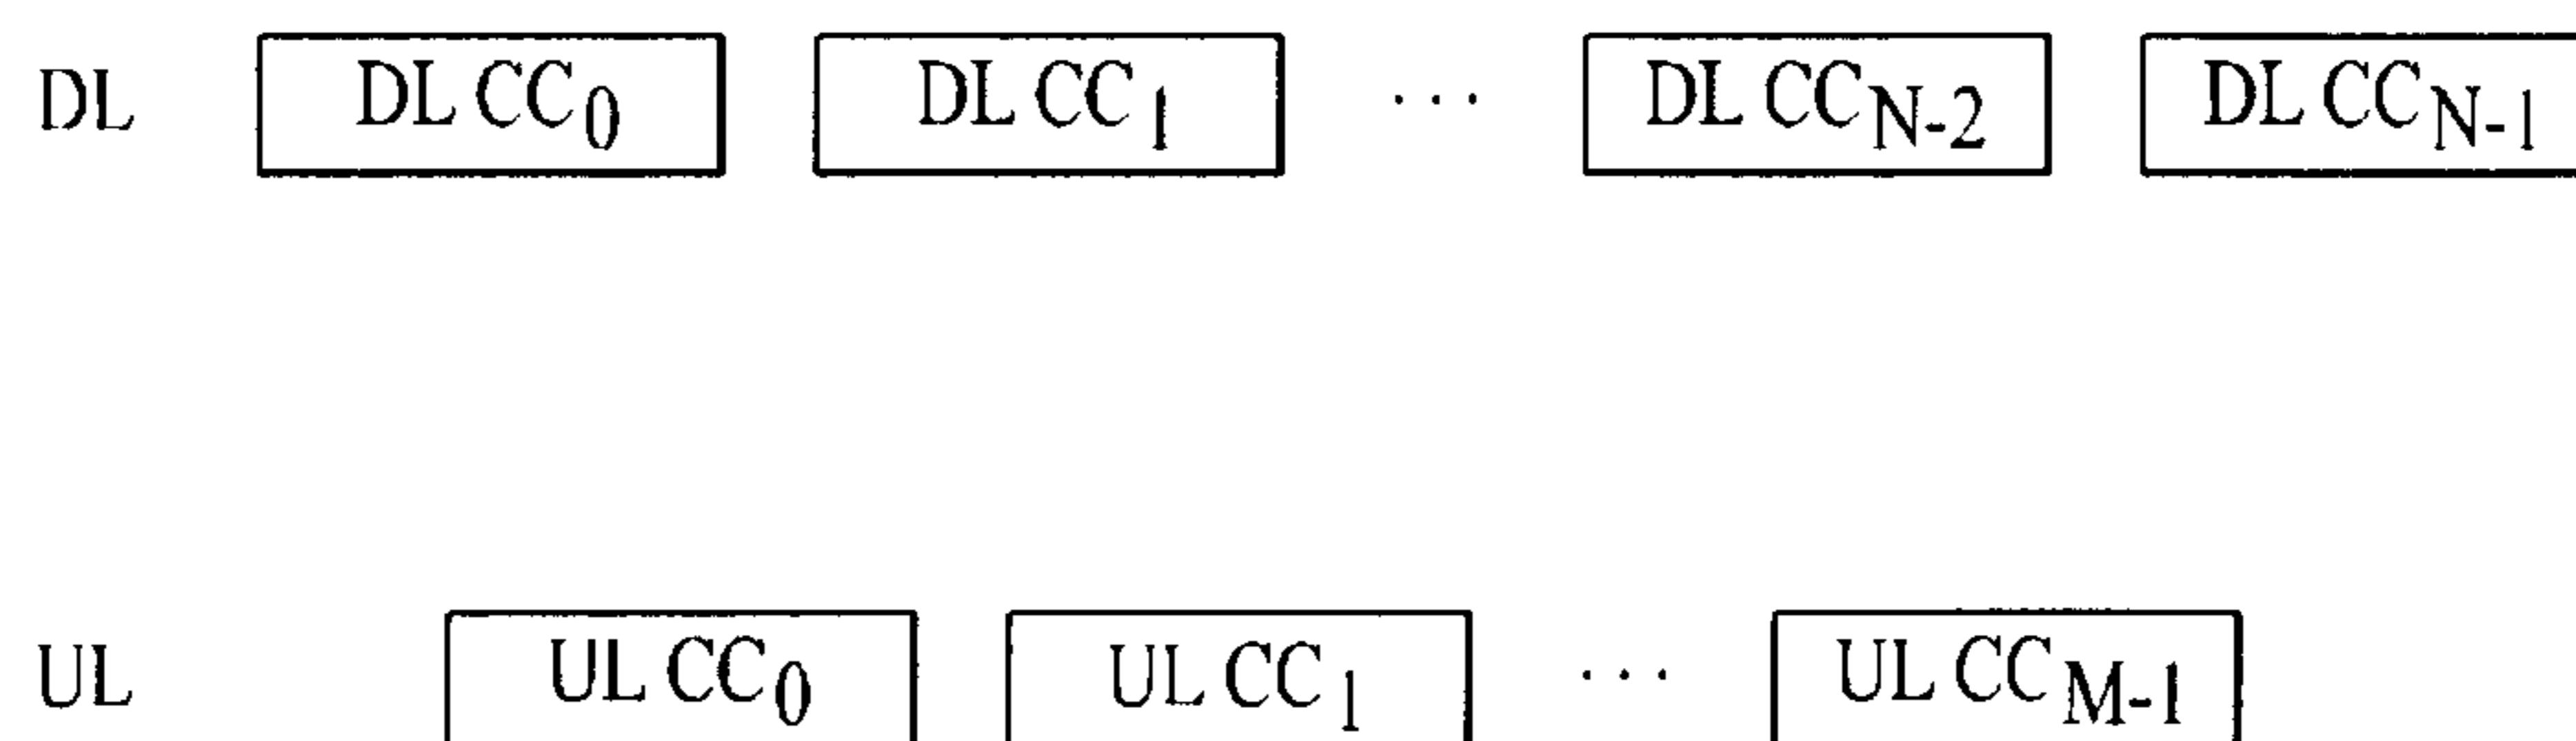 DL DL CC0 DL CC1 ... DL CCN-2 DL CCN-1
UL UL CC0 UL CC1 ... UL CCM-1